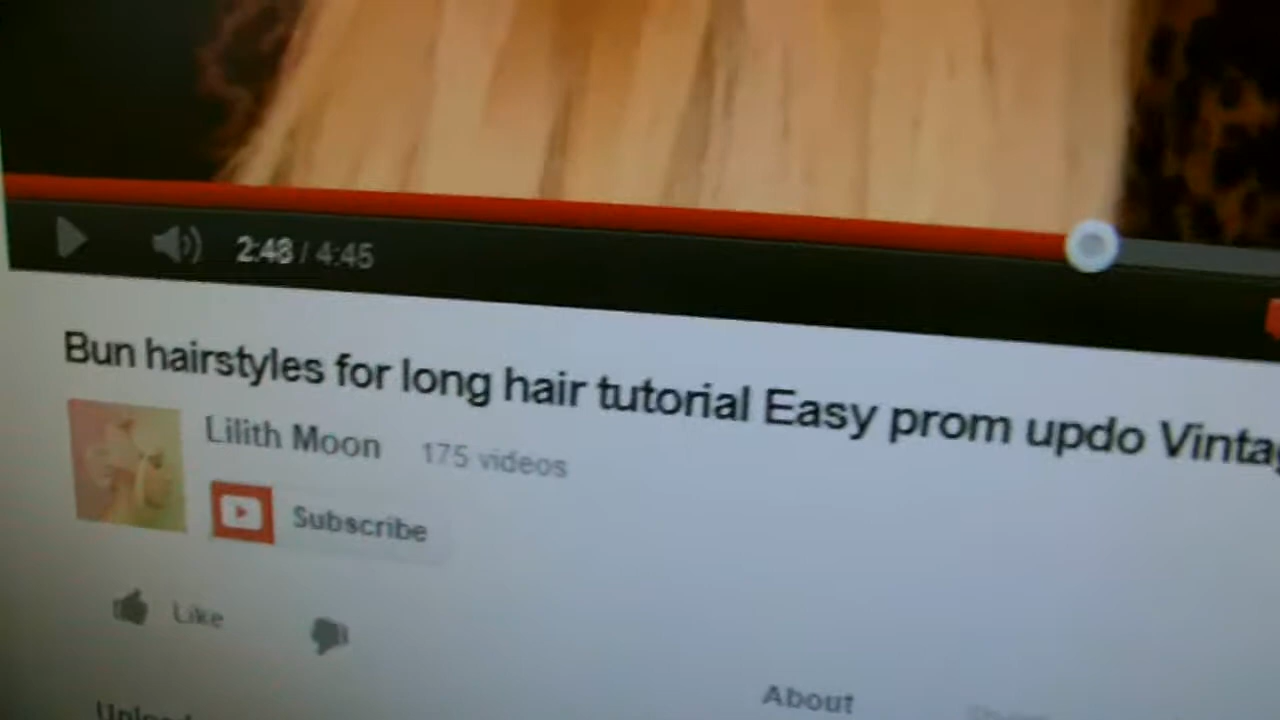 2:48 / 4:45
Bun hairstyles for long hair tutorial Easy prom updo
Lilith Moon 175 videos
Subscribe
Like
About